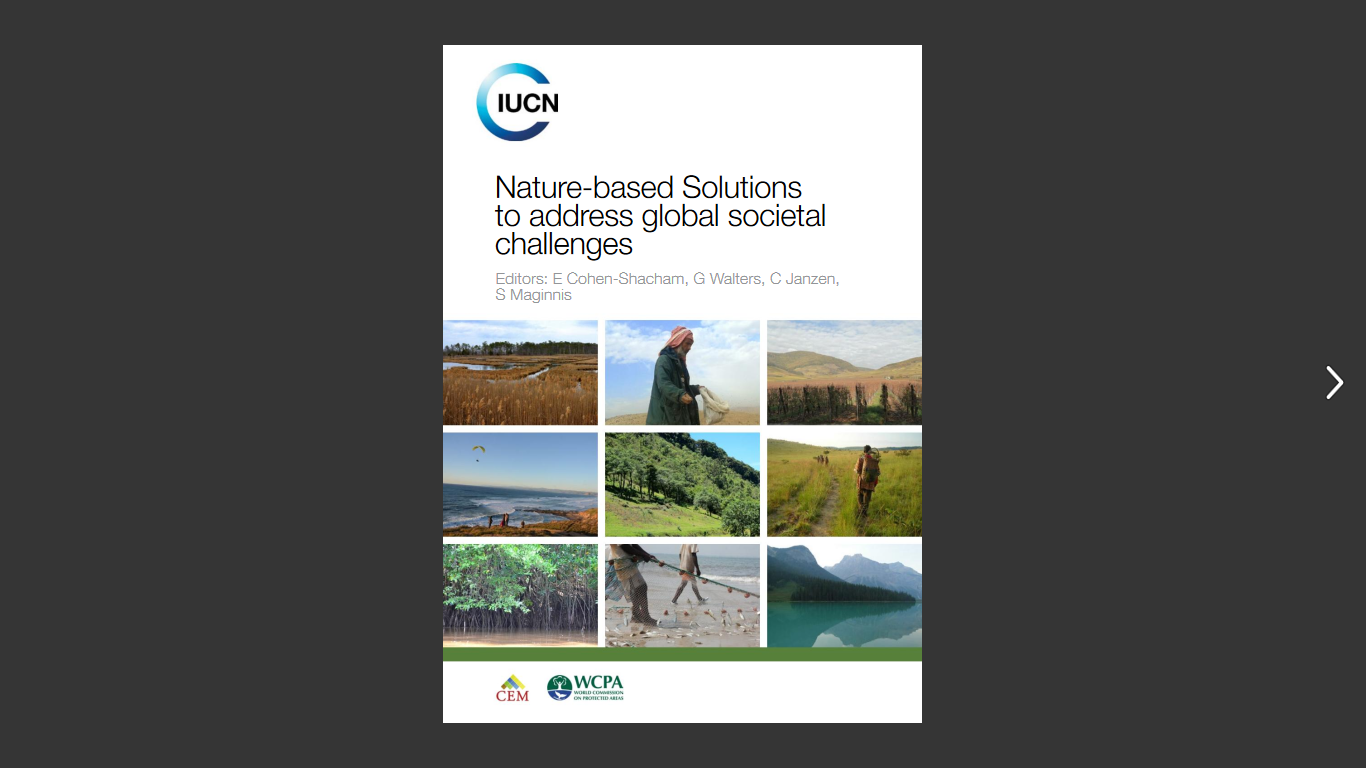 IUCN
Nature-based Solutions
to address global societal
challenges
Editors: E Cohen-Shacham, G Walters, C Janzen,
S Maginnis
CEM
WCPA
WORLD COMMISSION
ON PROTECTED AREAS